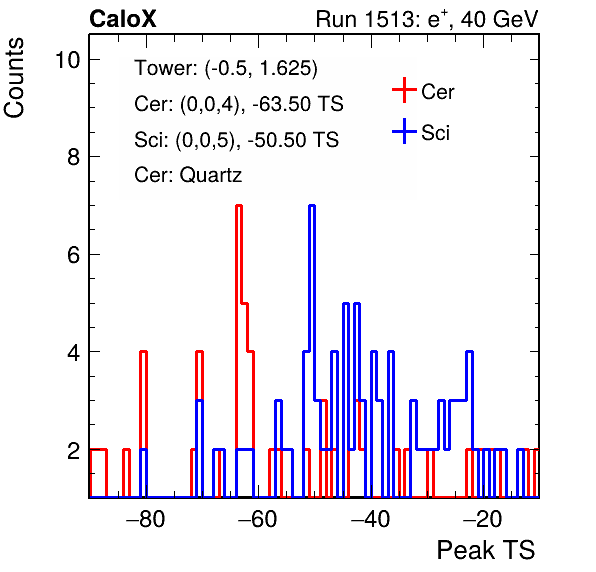 CaloX Run 1513: e⁺, 40 GeV
Counts
Tower: (-0.5, 1.625)
Cer: (0,0,4), -63.50 TS
Sci: (0,0,5), -50.50 TS
Cer: Quartz
Cer
Sci
10
8
6
4
2
−80 −60 −40 −20
Peak TS